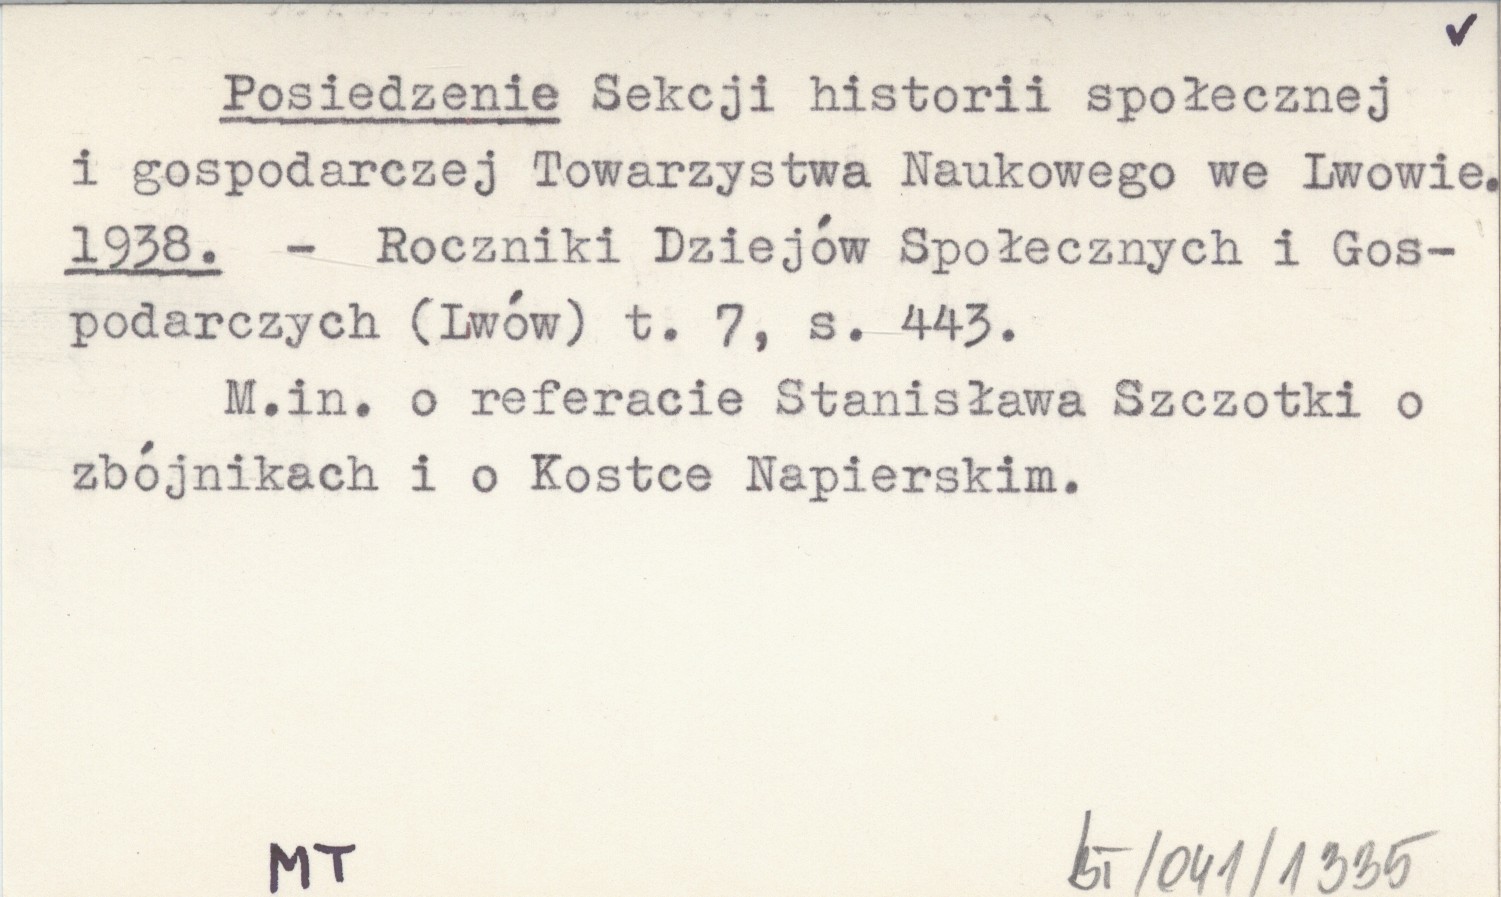 Posiedzenie Sekcji historii społecznej
i gospodarczej Towarzystwa Naukowego we Lwowie.
1938. - Roczniki Dziejów Społecznych i Gos-
podarczych (Lwów) t. 7, s. 443.
M.in. o referacie Stanisława Szczotki o
zbójnikach i o Kostce Napierskim.
MT
/041/1335